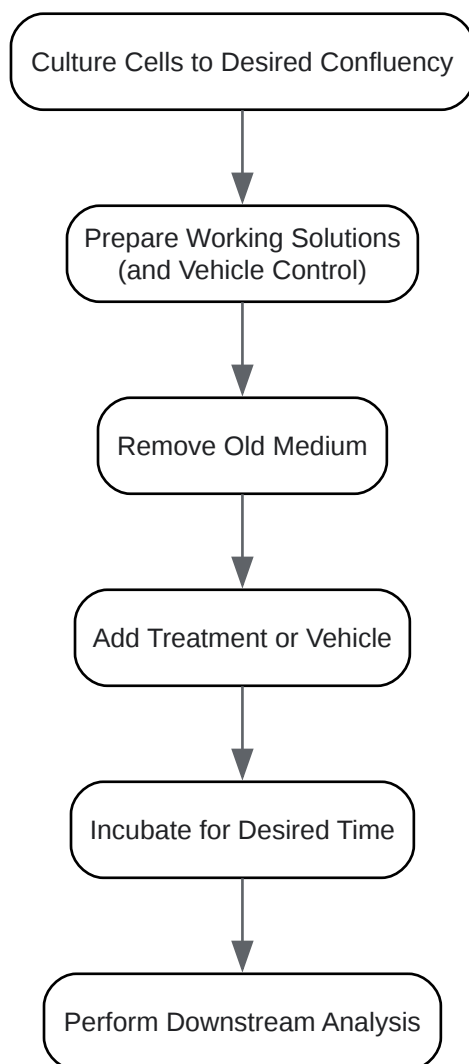 Culture Cells to Desired Confluency
Prepare Working Solutions
(and Vehicle Control)
Remove Old Medium
Add Treatment or Vehicle
Incubate for Desired Time
Perform Downstream Analysis